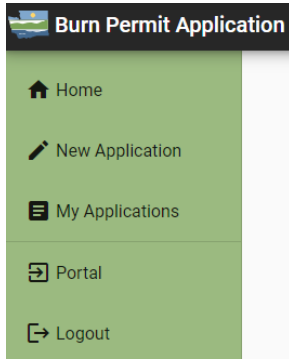 Burn Permit Application
Home
New Application
My Applications
Portal
Logout